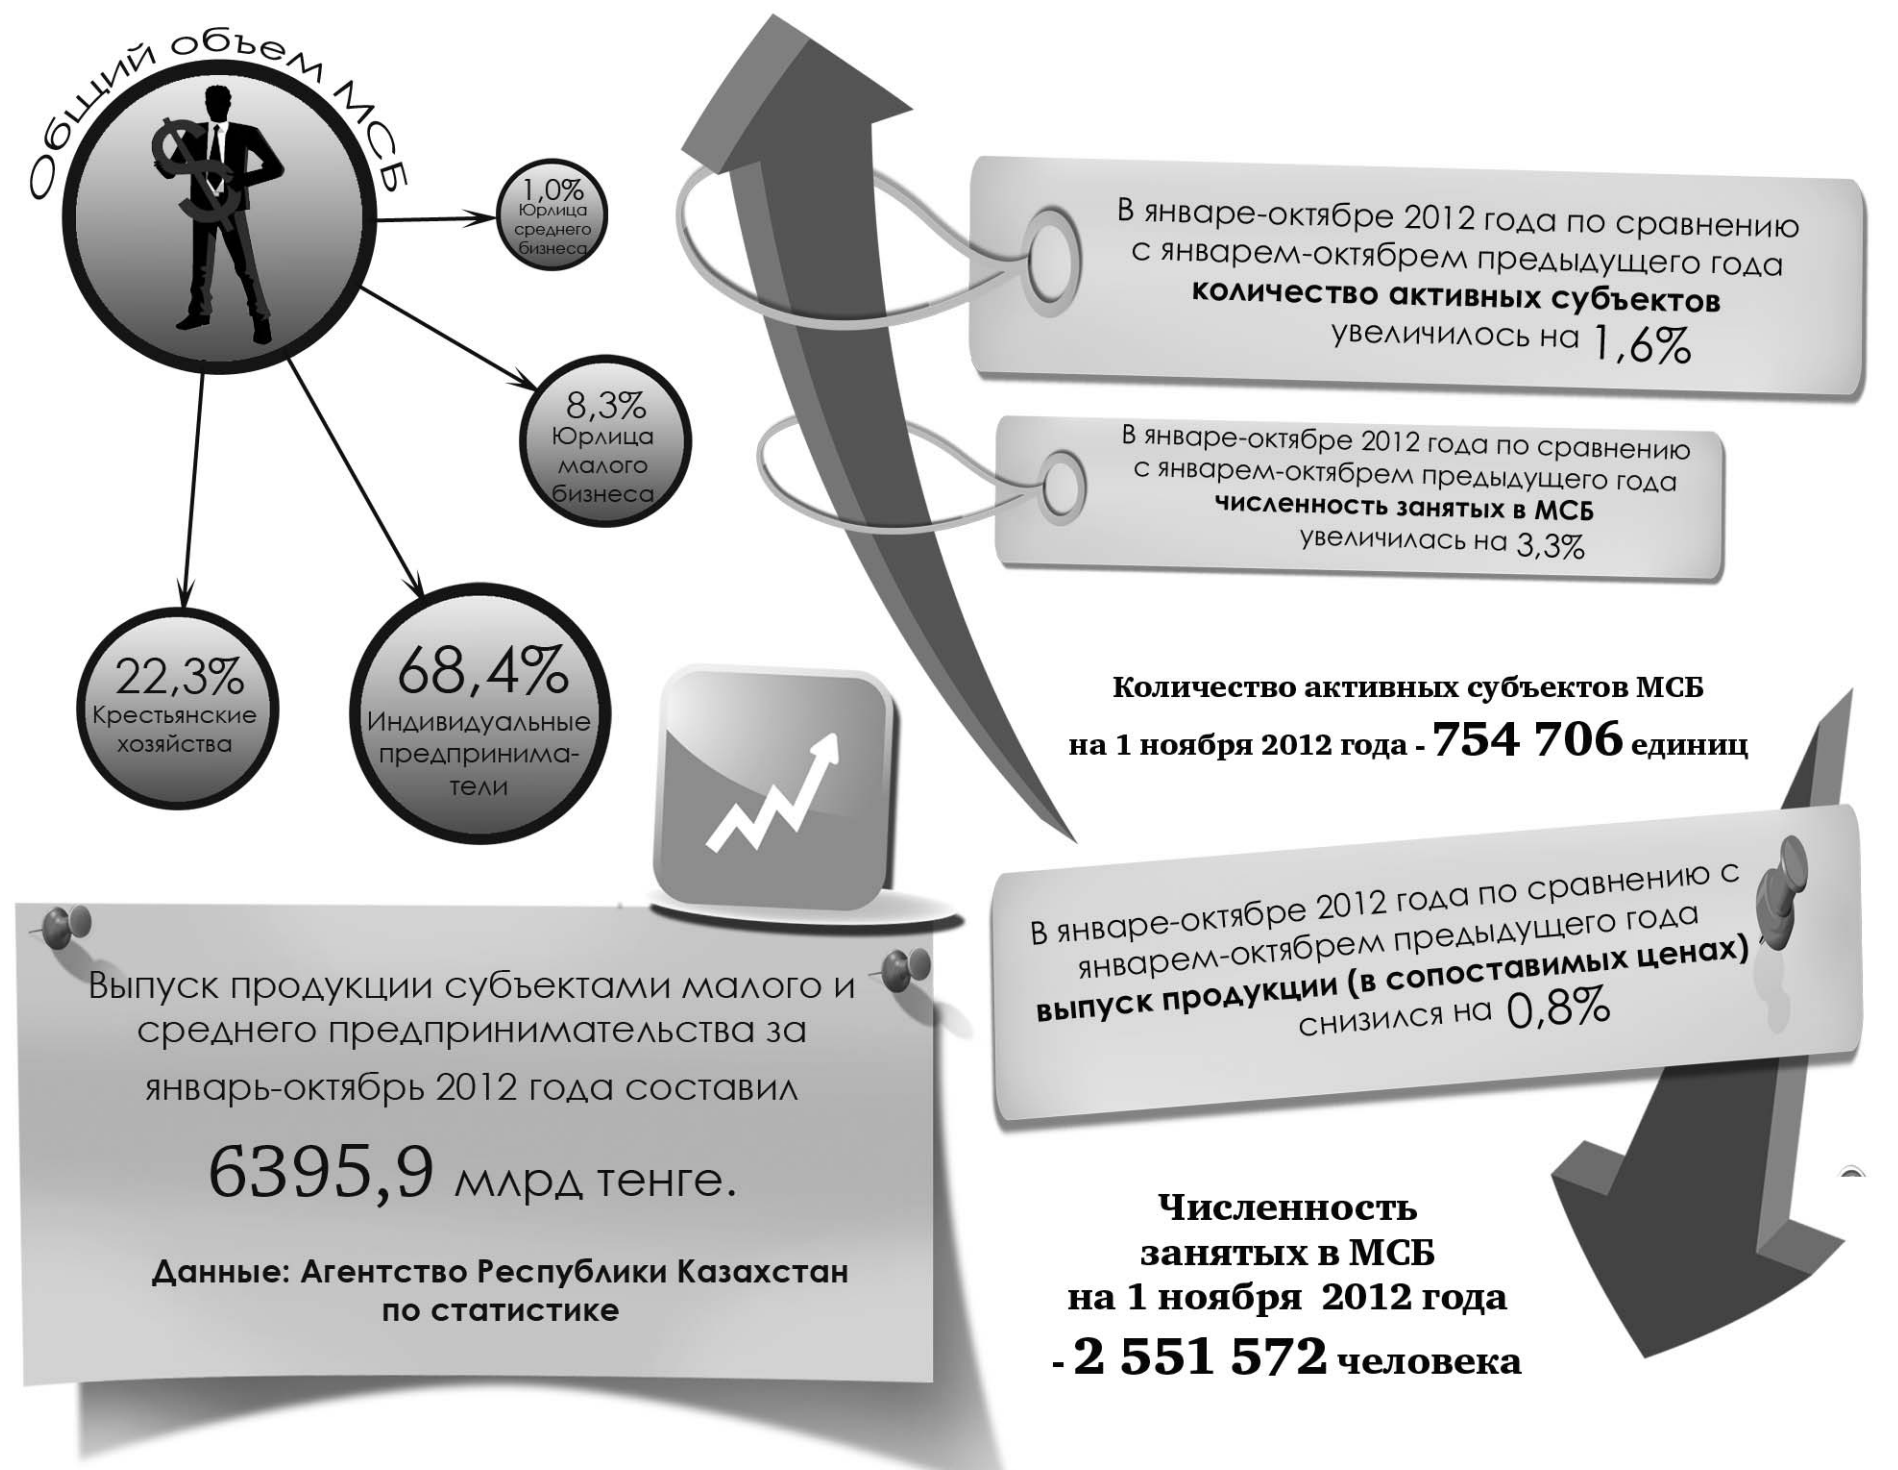 Общий объем МСБ
1,0%
Юрлица
среднего
бизнеса
8,3%
Юрлица
малого
бизнеса
22,3%
Крестьянские
хозяйства
68,4%
Индивидуальные
предпринима-
тели
В январе-октябре 2012 года по сравнению
с январем-октябрем предыдущего года
количество активных субъектов
увеличилось на 1,6%
В январе-октябре 2012 года по сравнению
с январем-октябрем предыдущего года
численность занятых в МСБ
увеличилась на 3,3%
Количество активных субъектов МСБ
на 1 ноября 2012 года - 754 706 единиц
В январе-октябре 2012 года по сравнению с
январем-октябрем предыдущего года
выпуск продукции (в сопоставимых ценах)
снизился на 0,8%
Выпуск продукции субъектами малого и
среднего предпринимательства за
январь-октябрь 2012 года составил
6395,9 млрд тенге.
Данные: Агентство Республики Казахстан
по статистике
Численность
занятых в МСБ
на 1 ноября 2012 года
- 2 551 572 человека